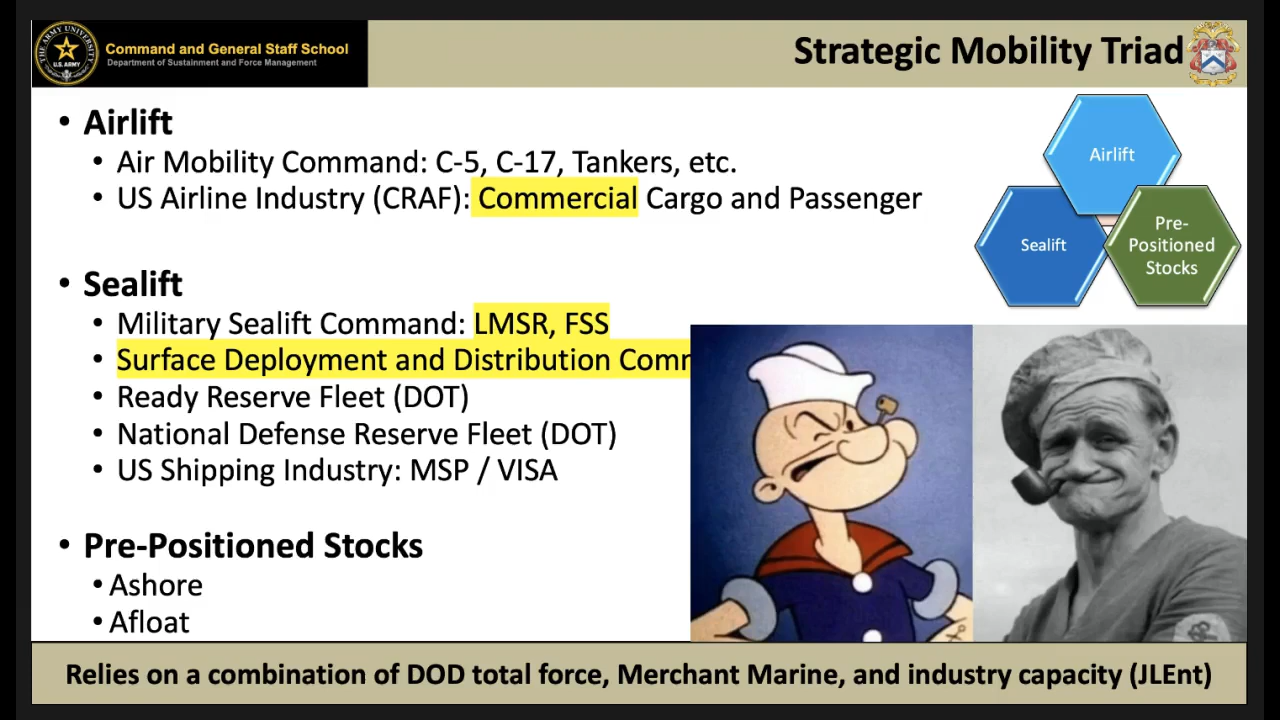 THE ARMY UNIVERSITY
U.S. ARMY
Command and General Staff School
Department of Sustainment and Force Management
Strategic Mobility Triad
• Airlift
• Air Mobility Command: C-5, C-17, Tankers, etc.
• US Airline Industry (CRAF): Commercial Cargo and Passenger
• Sealift
• Military Sealift Command: LMSR, FSS
• Surface Deployment and Distribution Comm
• Ready Reserve Fleet (DOT)
• National Defense Reserve Fleet (DOT)
• US Shipping Industry: MSP / VISA
• Pre-Positioned Stocks
• Ashore
• Afloat
Airlift
Sealift
Pre-
Positioned
Stocks
Relies on a combination of DOD total force, Merchant Marine, and industry capacity (JLEnt)